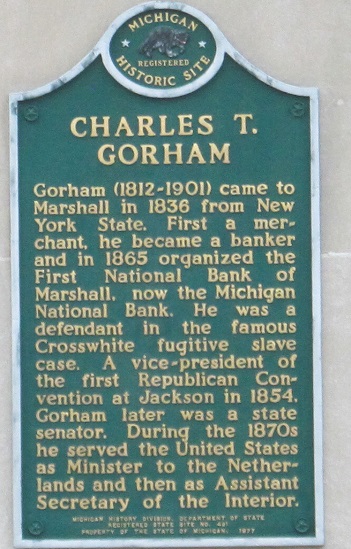 MICHIGAN
REGISTERED
HISTORIC SITE
CHARLES T.
GORHAM
Gorham (1812-1901) came to
Marshall in 1836 from New
York State. First a mer-
chant, he became a banker
and in 1865 organized the
First National Bank of
Marshall, now the Michigan
National Bank. He was a
defendant in the famous
Crosswhite fugitive slave
case. A vice-president of
the first Republican Con-
vention at Jackson in 1854,
Gorham later was a state
senator. During the 1870s
he served the United States
as Minister to the Nether-
lands and then as Assistant
Secretary of the Interior.
MICHIGAN HISTORY DIVISION, DEPARTMENT OF STATE
REGISTERED STATE SITE NO. 421
PROPERTY OF THE STATE OF MICHIGAN, 1977